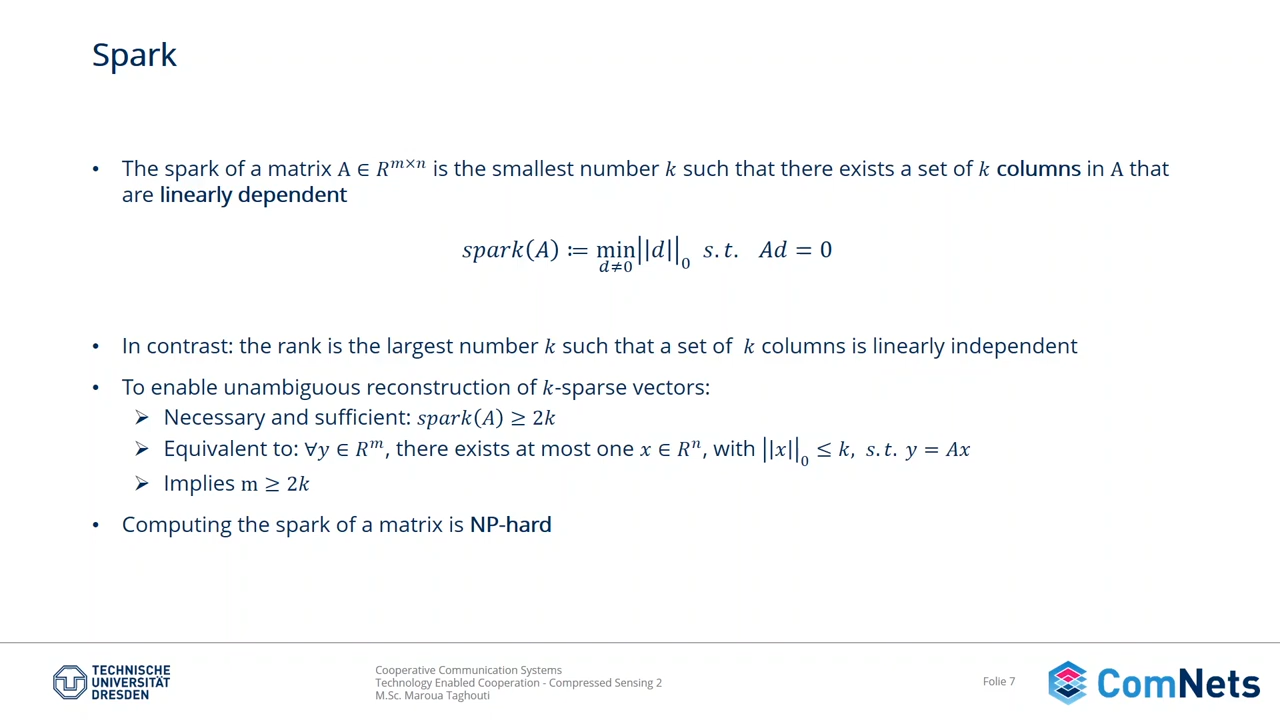 Spark
• The spark of a matrix A ∈ R^{m×n} is the smallest number k such that there exists a set of k columns in A that
are linearly dependent
spark(A) ≔ min_{d≠0} ||d||_0 s.t. Ad = 0
• In contrast: the rank is the largest number k such that a set of k columns is linearly independent
• To enable unambiguous reconstruction of k-sparse vectors:
➢ Necessary and sufficient: spark(A) ≥ 2k
➢ Equivalent to: ∀y ∈ R^m, there exists at most one x ∈ R^n, with ||x||_0 ≤ k, s.t. y = Ax
➢ Implies m ≥ 2k
• Computing the spark of a matrix is NP-hard
TECHNISCHE
UNIVERSITÄT
DRESDEN
Cooperative Communication Systems
Technology Enabled Cooperation - Compressed Sensing 2
M.Sc. Maroua Taghouti
Folie 7
ComNets